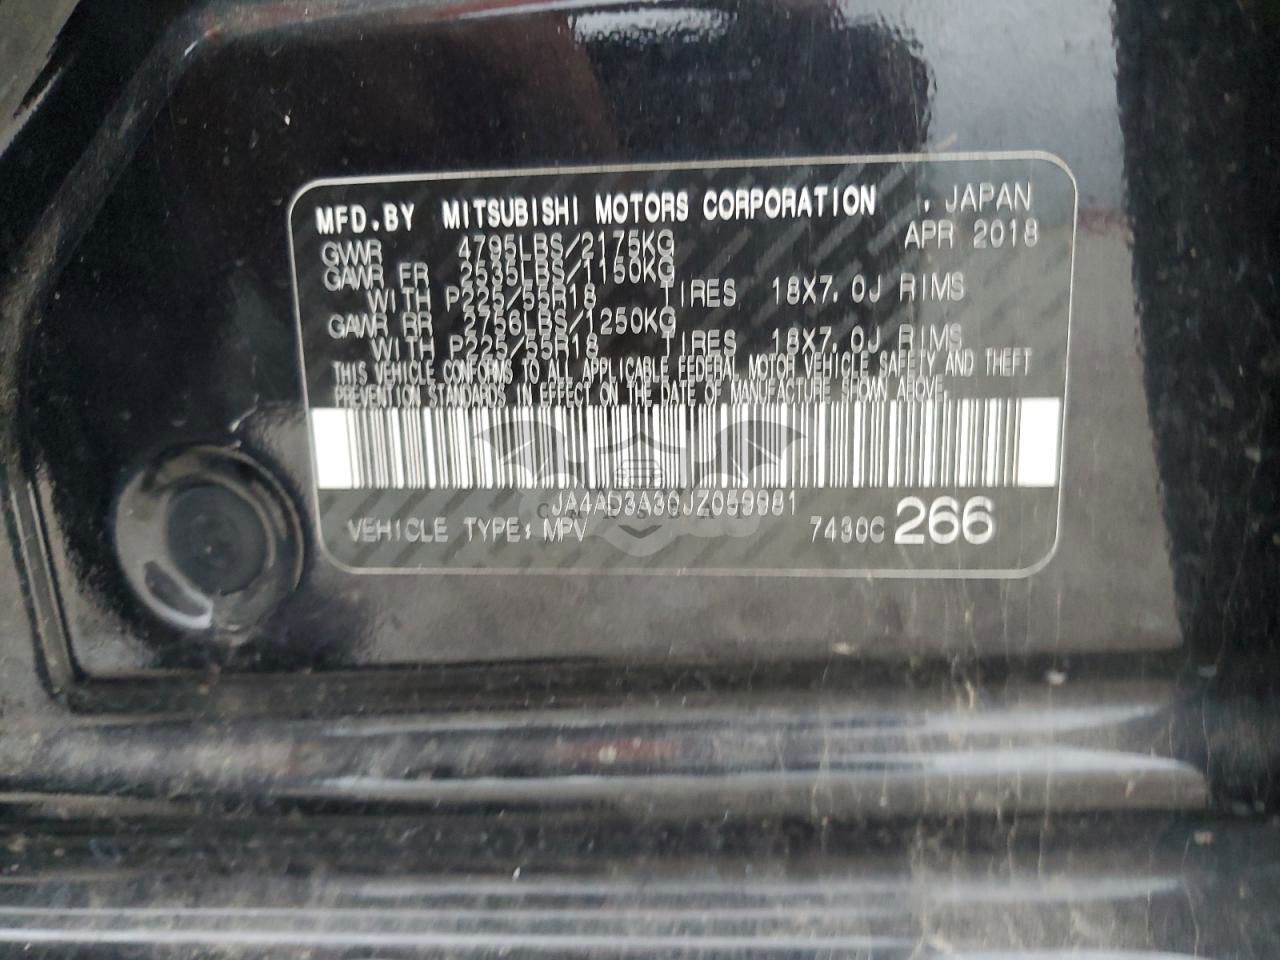 MFD.BY MITSUBISHI MOTORS CORPORATION , JAPAN
GVWR 4795LBS/2175KG APR 2018
GAWR FR 2535LBS/1150KG
WITH P225/55R18 TIRES 18X7.0J RIMS
GAWR RR 2756LBS/1250KG
WITH P225/55R18 TIRES 18X7.0J RIMS
THIS VEHICLE CONFORMS TO ALL APPLICABLE FEDERAL MOTOR VEHICLE SAFETY AND THEFT
PREVENTION STANDARDS IN EFFECT ON THE DATE OF MANUFACTURE SHOWN ABOVE.
VEHICLE TYPE: MPV 7430C 266